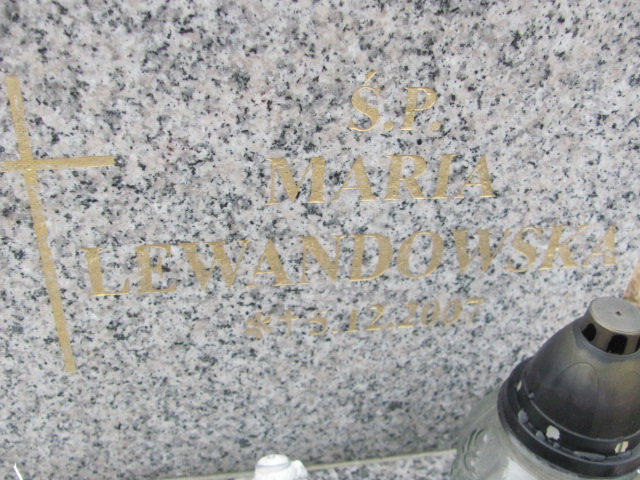 Ś.P.
MARIA
LEWANDOWSKA
*† 5.12.2007